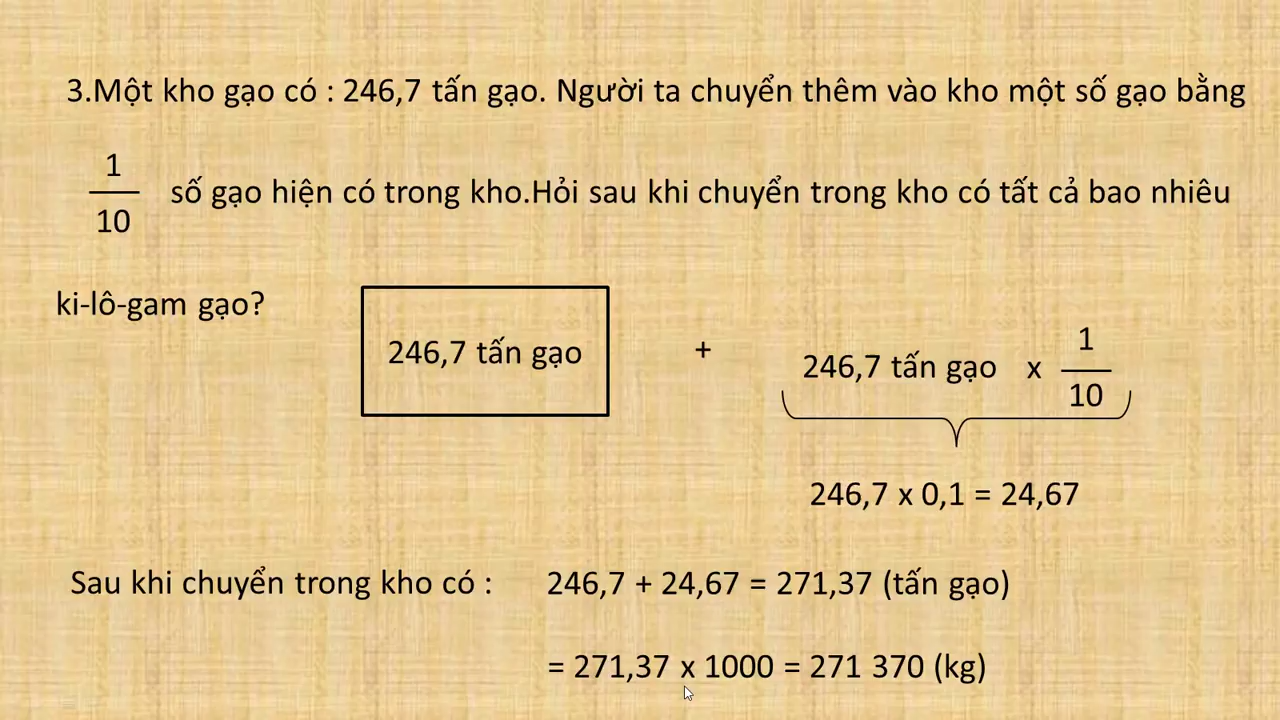 3.Một kho gạo có : 246,7 tấn gạo. Người ta chuyển thêm vào kho một số gạo bằng
1
10
số gạo hiện có trong kho.Hỏi sau khi chuyển trong kho có tất cả bao nhiêu
ki-lô-gam gạo?
246,7 tấn gạo
+
246,7 tấn gạo x
1
10
246,7 x 0,1 = 24,67
Sau khi chuyển trong kho có : 246,7 + 24,67 = 271,37 (tấn gạo)
= 271,37 x 1000 = 271 370 (kg)